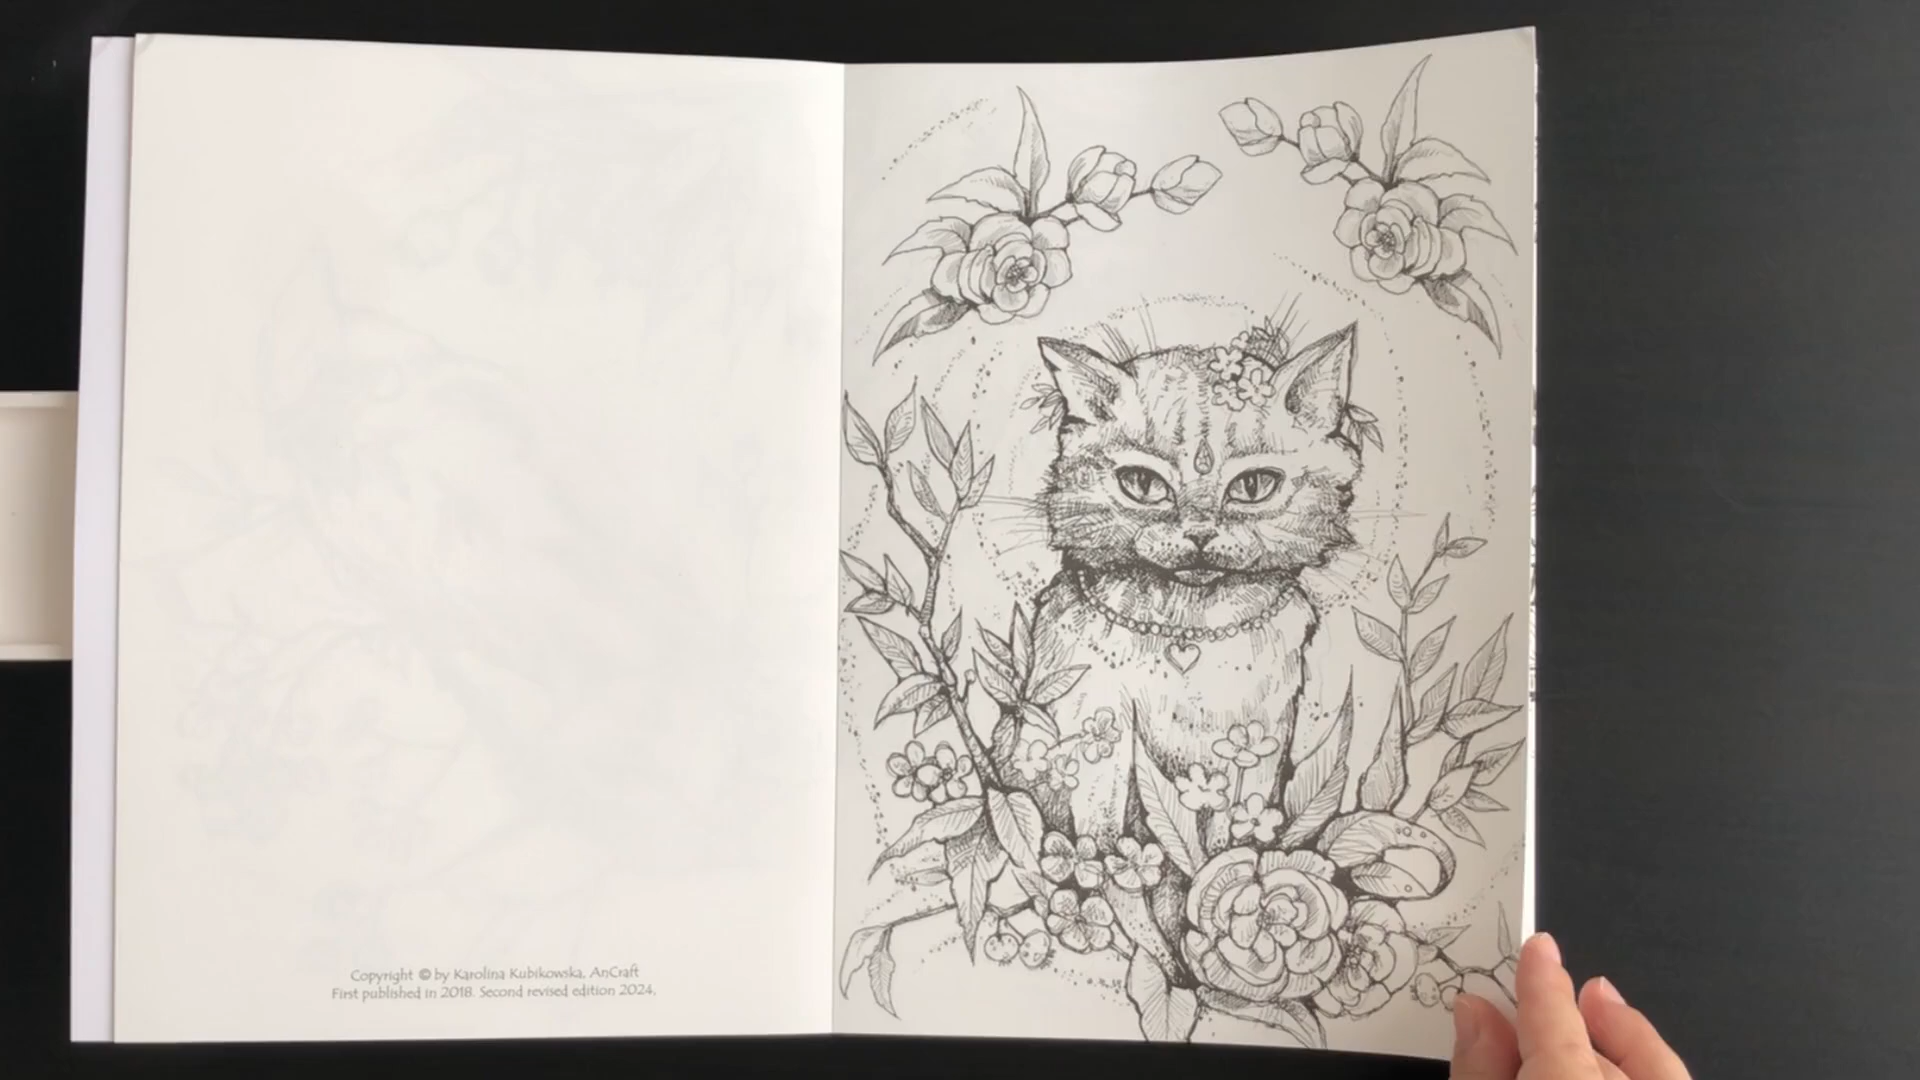 Copyright © by Karolina Kubikowska, AnCraft
First published in 2018. Second revised edition 2024.